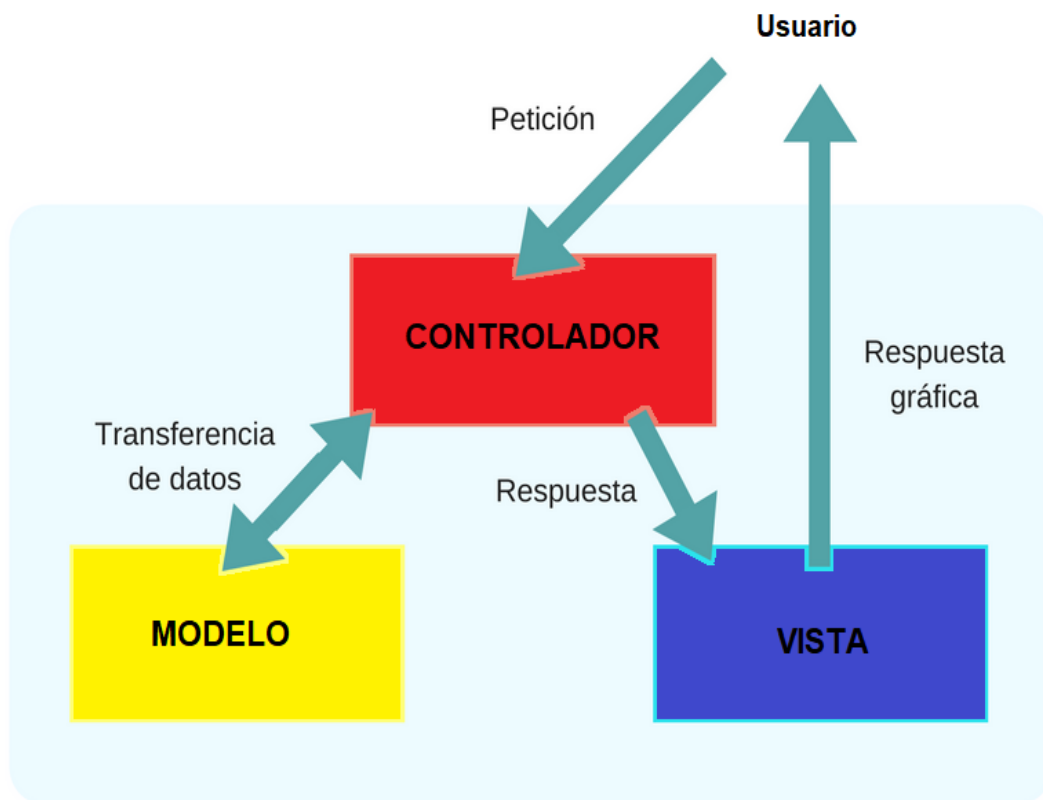 Usuario
Petición
CONTROLADOR
Respuesta
gráfica
Transferencia
de datos
Respuesta
MODELO
VISTA